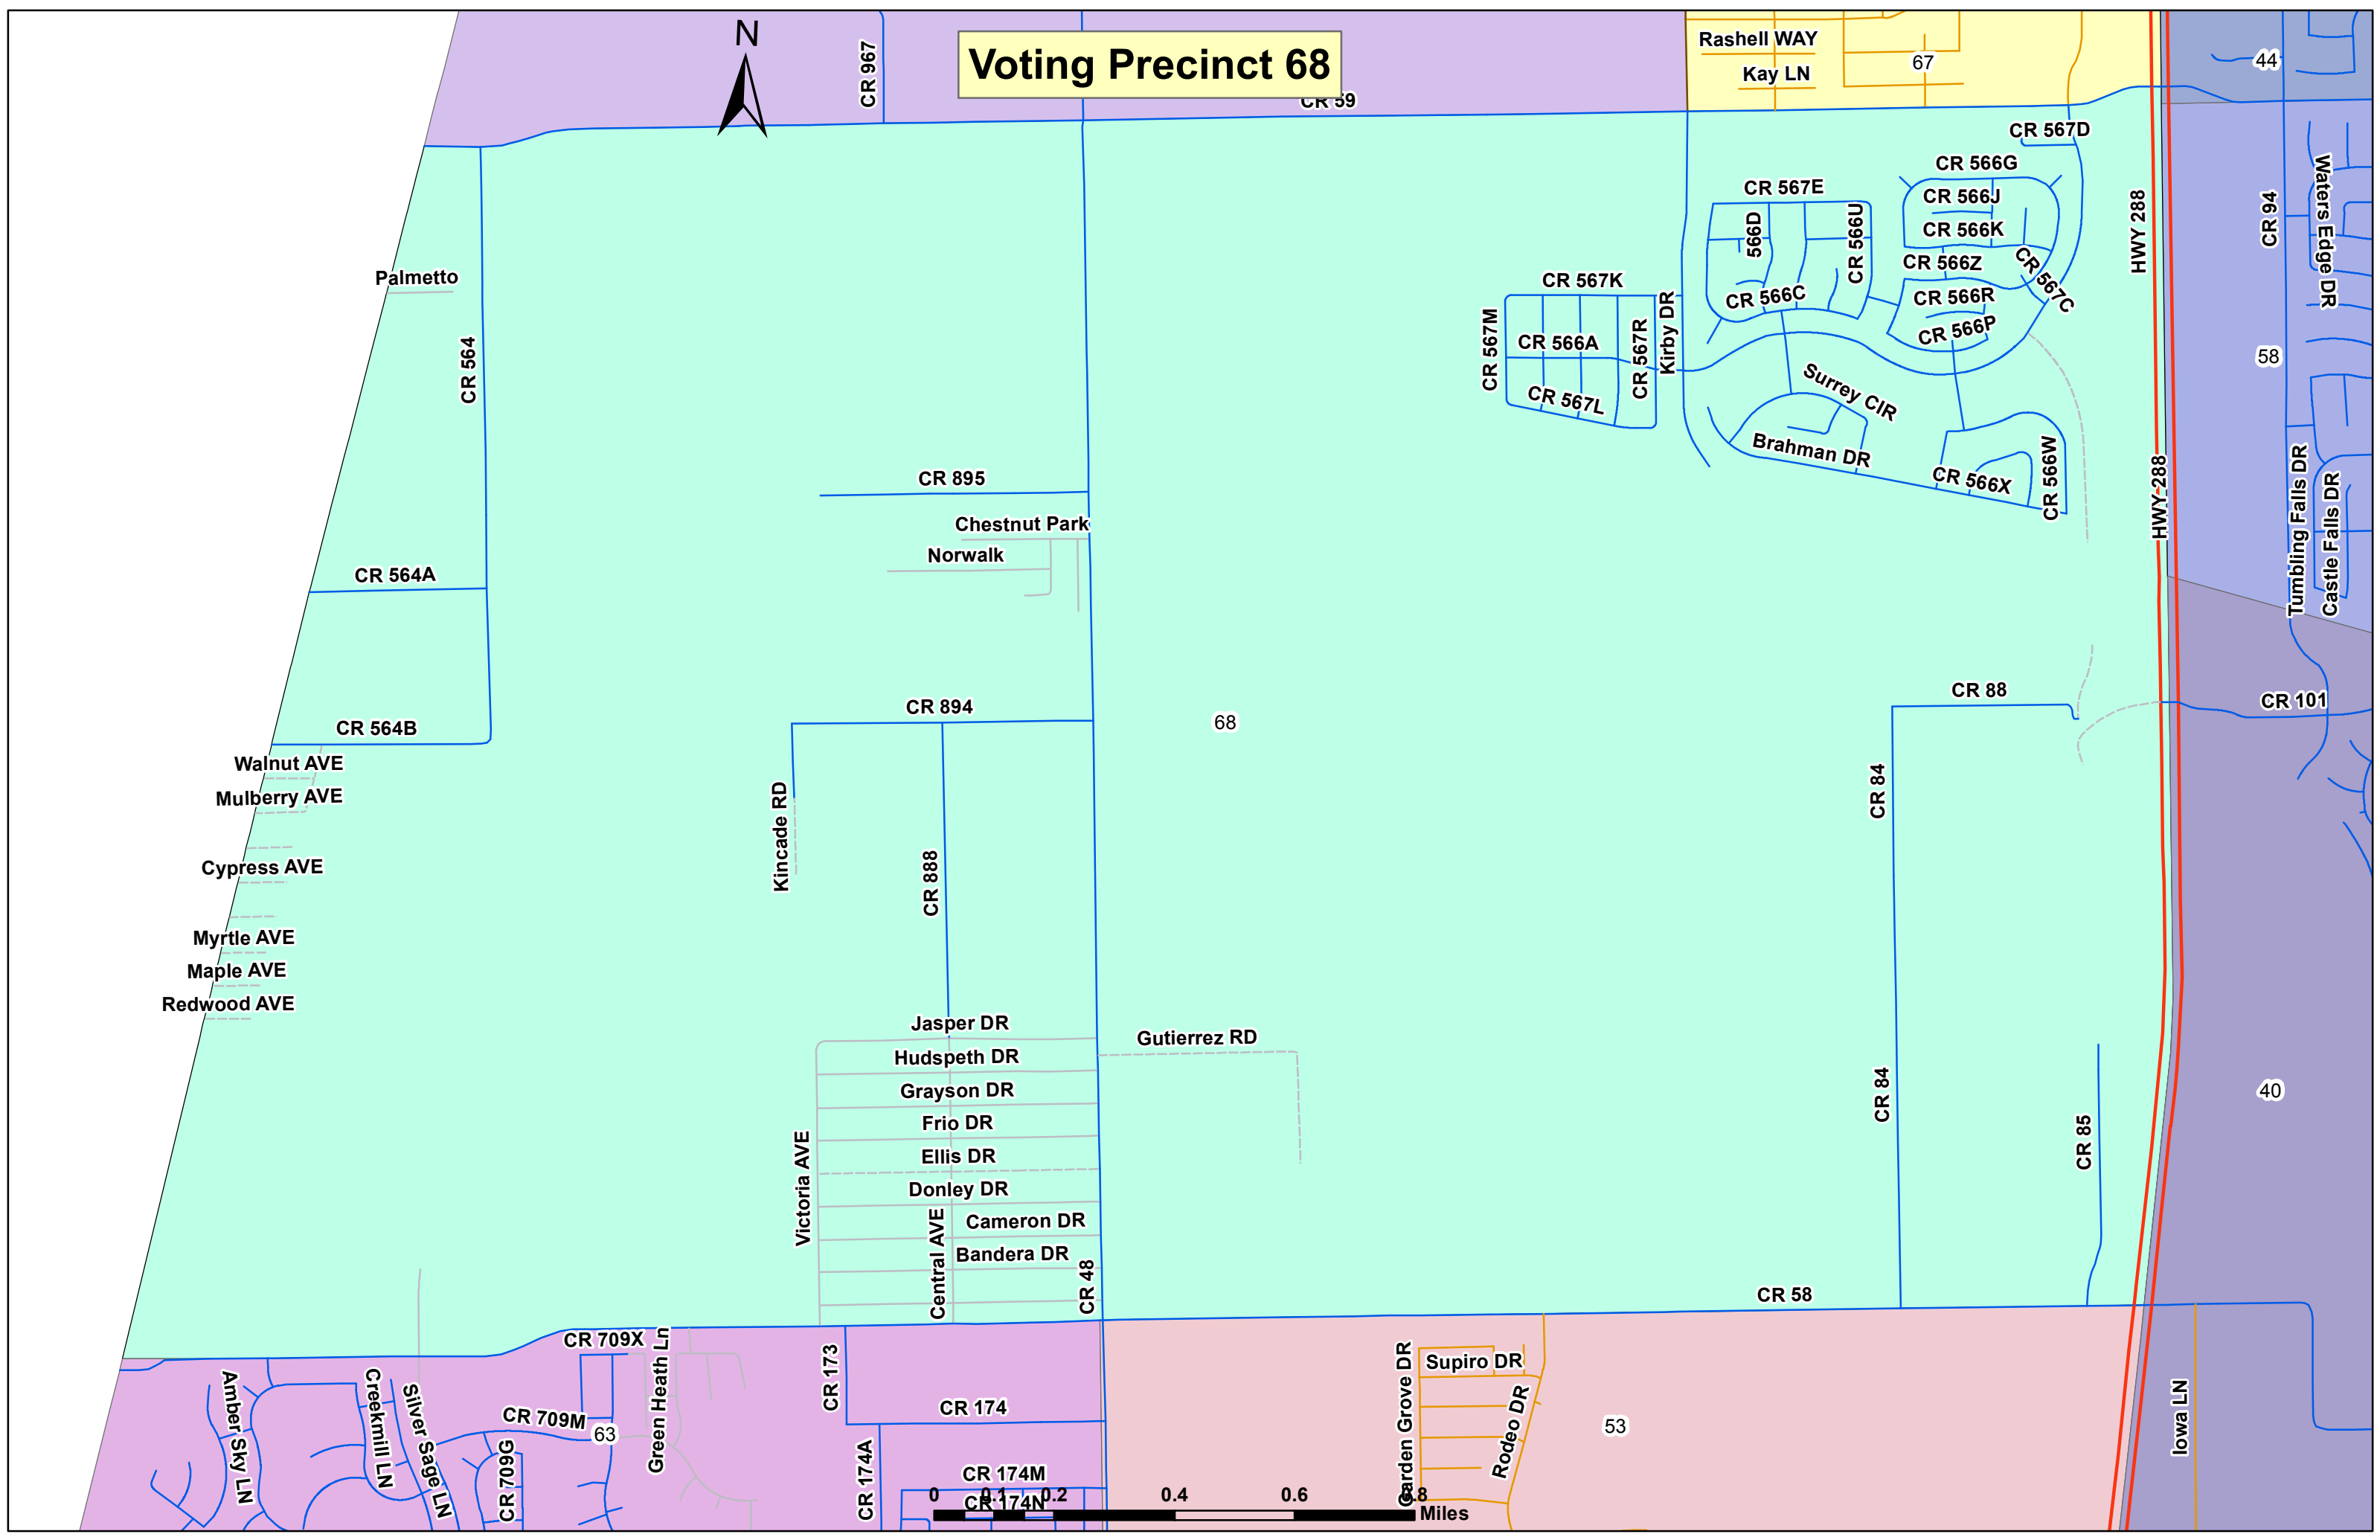 N
Voting Precinct 68
CR 967
CR 59
Rashell WAY
Kay LN
67
44
CR 567D
CR 566G
CR 567E
CR 566J
CR 566K
566D
CR 566U
CR 566Z
CR 567C
CR 566C
CR 566R
CR 566P
HWY 288
CR 94
Waters Edge DR
Palmetto
CR 564
CR 567K
CR 567M
CR 566A
CR 567R
Kirby DR
CR 567L
Surrey CIR
Brahman DR
CR 566X
CR 566W
58
HWY 288
Tumbling Falls DR
Castle Falls DR
CR 895
Chestnut Park
Norwalk
CR 564A
CR 564B
CR 894
68
CR 88
CR 101
Walnut AVE
Mulberry AVE
Cypress AVE
Myrtle AVE
Maple AVE
Redwood AVE
Kincade RD
CR 888
CR 84
CR 84
CR 85
40
Jasper DR
Hudspeth DR
Grayson DR
Frio DR
Ellis DR
Donley DR
Cameron DR
Bandera DR
Victoria AVE
Central AVE
CR 48
Gutierrez RD
CR 58
CR 709X
Green Heath Ln
CR 173
Amber Sky LN
Creekmill LN
Silver Sage LN
CR 709M
63
CR 709G
CR 174
CR 174A
CR 174M
CR 174N
Garden Grove DR
Supiro DR
Rodeo DR
53
Iowa LN
0 0.1 0.2 0.4 0.6 0.8
Miles